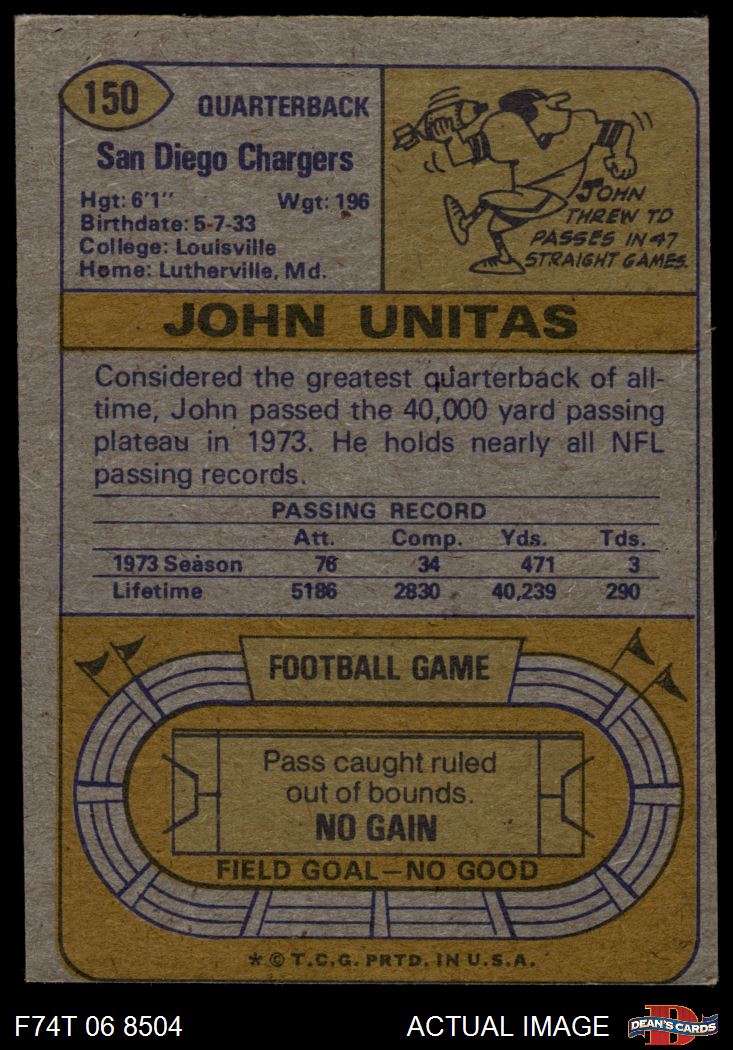 150
QUARTERBACK
San Diego Chargers
Hgt: 6'1" Wgt: 196
Birthdate: 5-7-33
College: Louisville
Home: Lutherville, Md.
JOHN
THREW TD
PASSES IN 47
STRAIGHT GAMES.
JOHN UNITAS
Considered the greatest quarterback of all-
time, John passed the 40,000 yard passing
plateau in 1973. He holds nearly all NFL
passing records.
PASSING RECORD
Att. Comp. Yds. Tds.
1973 Season 76 34 471 3
Lifetime 5186 2830 40,239 290
FOOTBALL GAME
Pass caught ruled
out of bounds.
NO GAIN
FIELD GOAL—NO GOOD
* © T.C.G. PRTD. IN U.S.A.
F74T 06 8504 ACTUAL IMAGE
D
DEAN'S CARDS